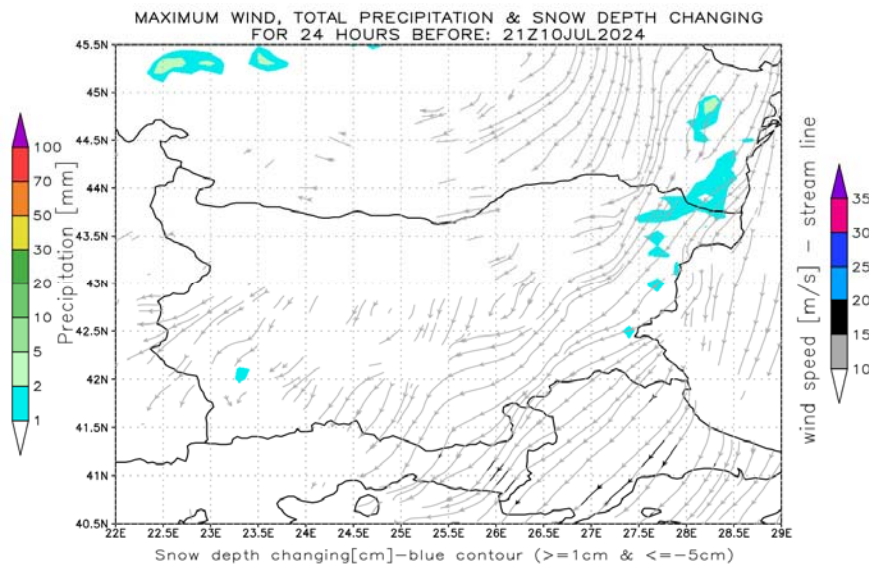 MAXIMUM WIND, TOTAL PRECIPITATION & SNOW DEPTH CHANGING
FOR 24 HOURS BEFORE: 21Z10JUL2024
45.5N
45N
44.5N
44N
43.5N
43N
42.5N
42N
41.5N
41N
40.5N
22E
22.5E
23E
23.5E
24E
24.5E
25E
25.5E
26E
26.5E
27E
27.5E
28E
28.5E
29E
Precipitation [mm]
100
70
50
30
20
10
5
2
1
wind speed [m/s] – stream line
35
30
25
20
15
10
Snow depth changing[cm]–blue contour (>=1cm & <=–5cm)